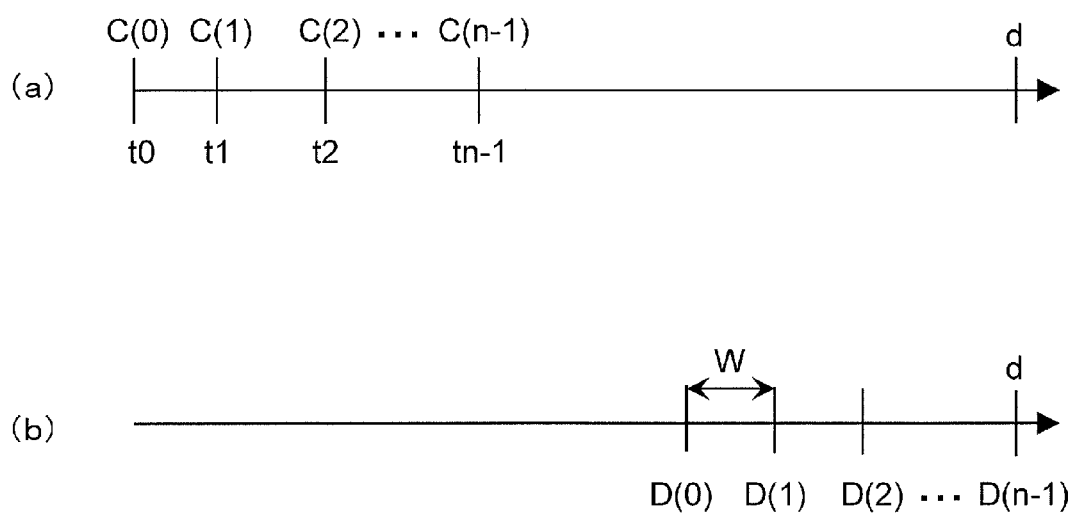 C(0) C(1) C(2) ··· C(n-1) d
(a)
t0 t1 t2 tn-1
W d
(b)
D(0) D(1) D(2) ··· D(n-1)